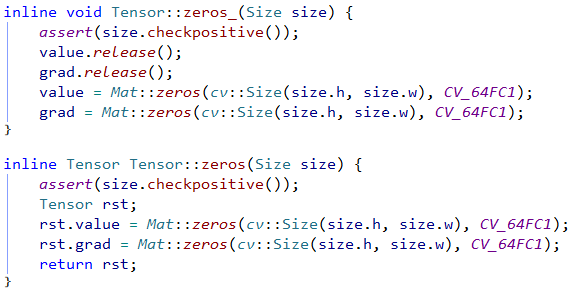 inline void Tensor::zeros_(Size size) {
    assert(size.checkpositive());
    value.release();
    grad.release();
    value = Mat::zeros(cv::Size(size.h, size.w), CV_64FC1);
    grad = Mat::zeros(cv::Size(size.h, size.w), CV_64FC1);
}
inline Tensor Tensor::zeros(Size size) {
    assert(size.checkpositive());
    Tensor rst;
    rst.value = Mat::zeros(cv::Size(size.h, size.w), CV_64FC1);
    rst.grad = Mat::zeros(cv::Size(size.h, size.w), CV_64FC1);
    return rst;
}